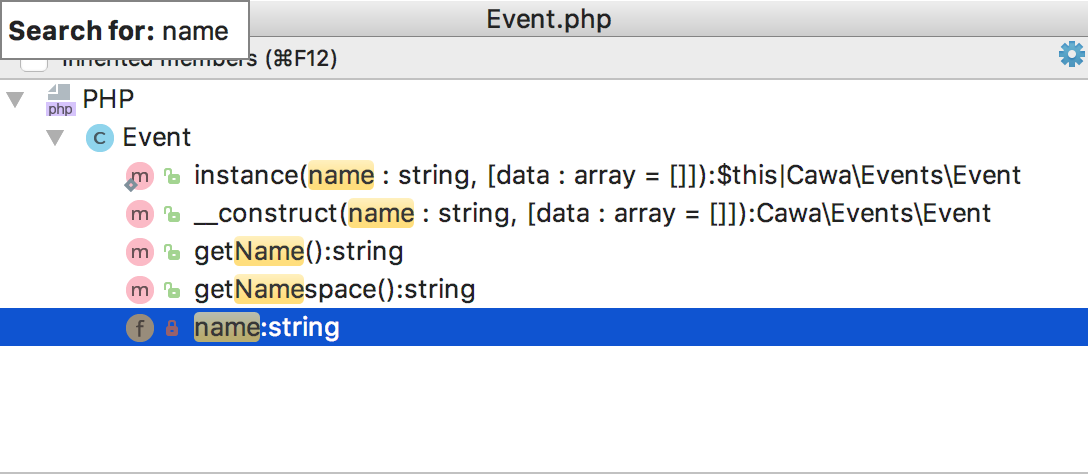 Search for: name
Event.php
Inherited members (⌘F12)
php PHP
C Event
m instance(name : string, [data : array = []]):$this|Cawa\Events\Event
m __construct(name : string, [data : array = []]):Cawa\Events\Event
m getName():string
m getNamespace():string
f name:string